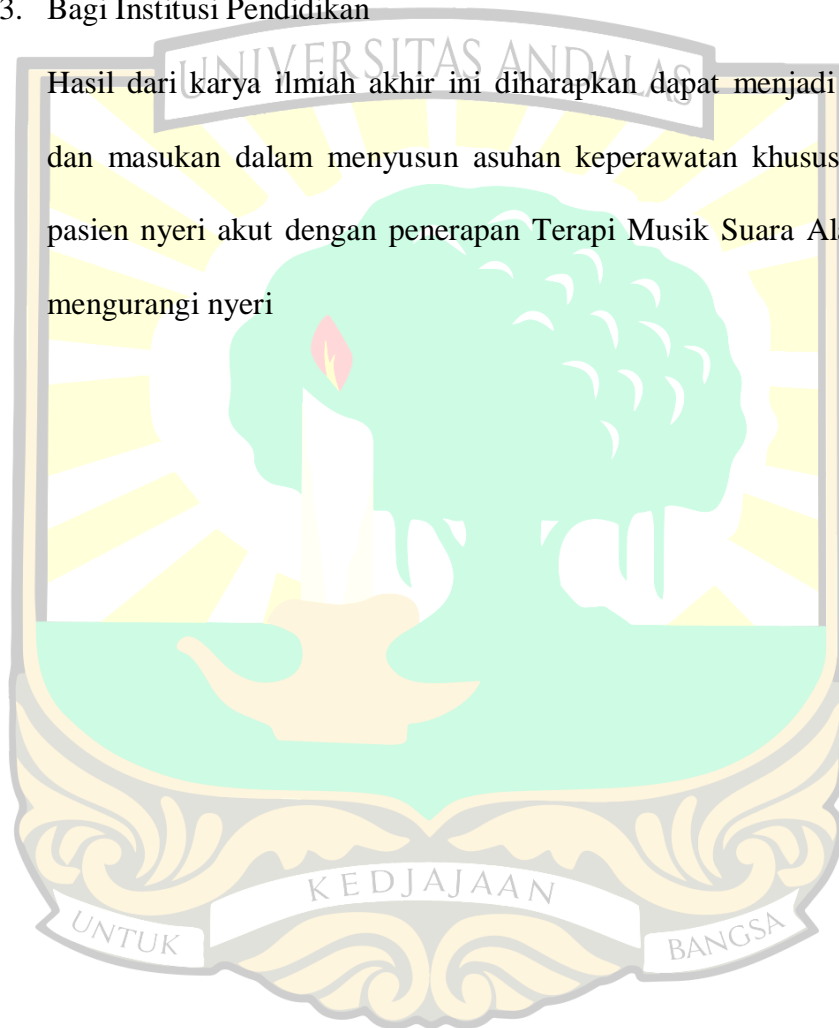 3. Bagi Institusi Pendidikan
UNIVERSITAS ANDALAS
Hasil dari karya ilmiah akhir ini diharapkan dapat menjadi
dan masukan dalam menyusun asuhan keperawatan khusus
pasien nyeri akut dengan penerapan Terapi Musik Suara
mengurangi nyeri
KEDJAJAAN
UNTUK
BANGSA